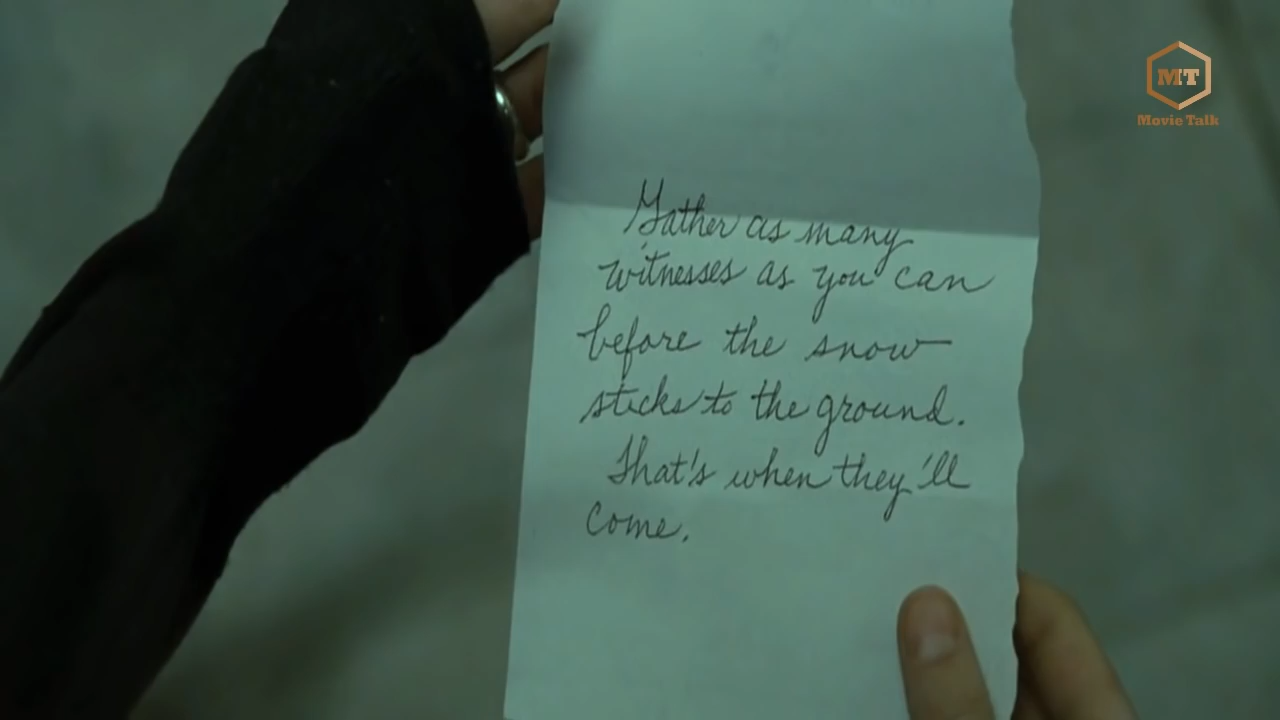 MT
Movie Talk
Gather as many
witnesses as you can
before the snow
sticks to the ground.
That's when they'll
come.